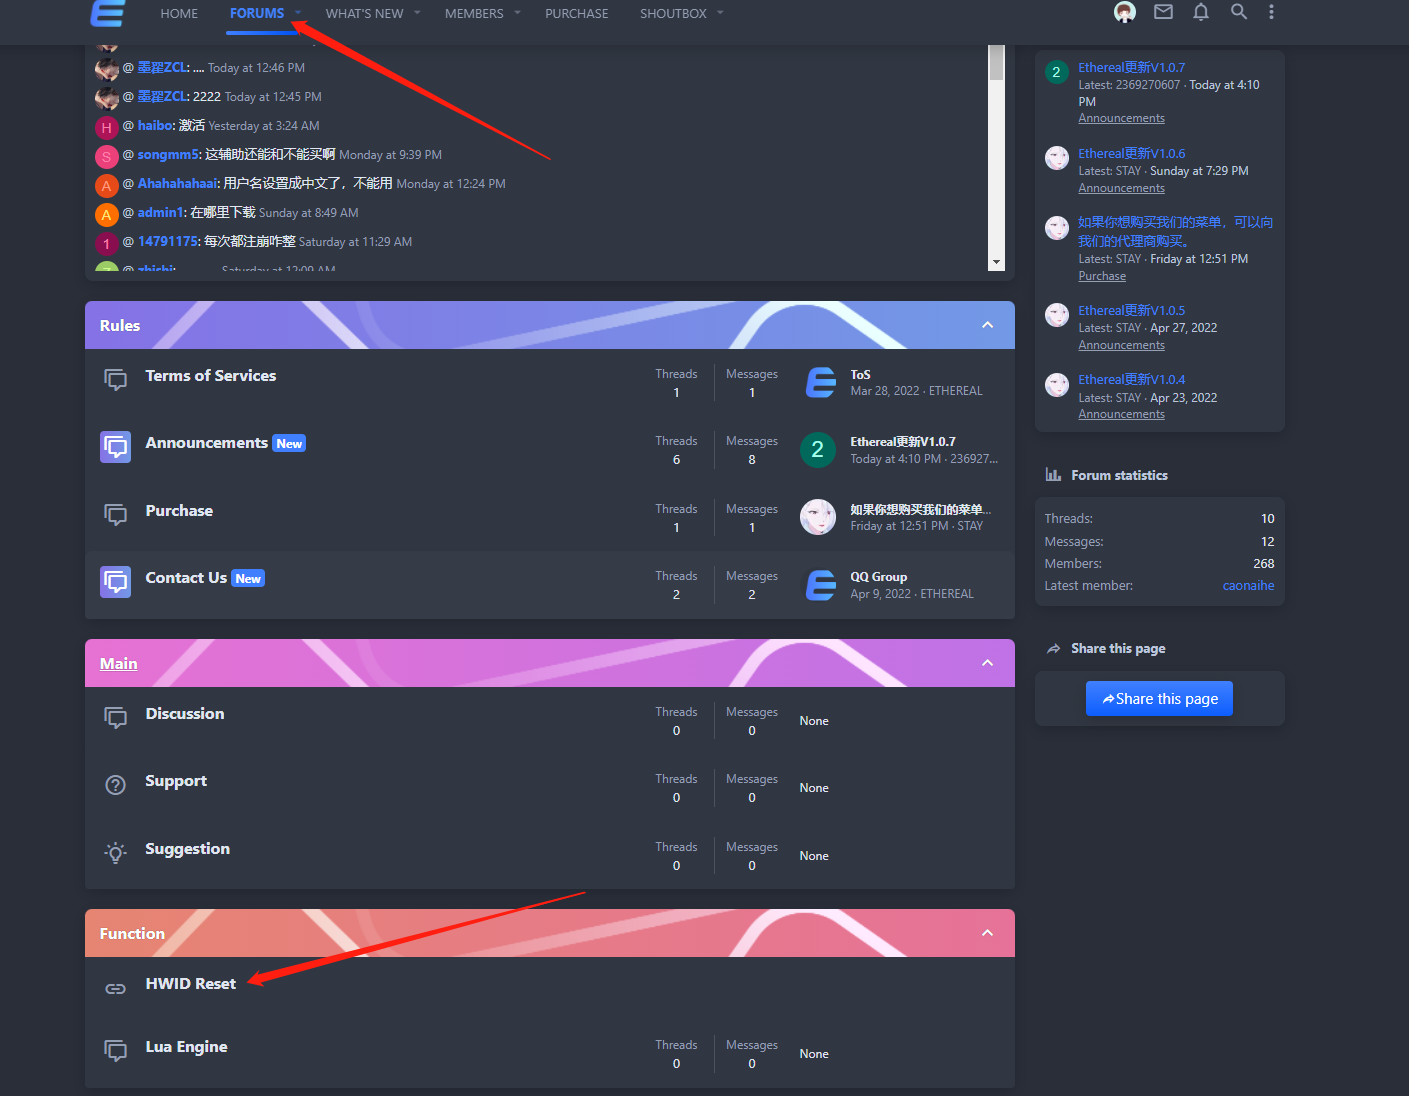 HOME FORUMS WHAT'S NEW MEMBERS PURCHASE SHOUTBOX
@ 墨翟ZCL: .... Today at 12:46 PM
@ 墨翟ZCL: 2222 Today at 12:45 PM
H @ haibo: 激活 Yesterday at 3:24 AM
S @ songmm5: 这辅助还能和不能买啊 Monday at 9:39 PM
A @ Ahahahahaai: 用户名设置成中文了，不能用 Monday at 12:24 PM
A @ admin1: 在哪里下载 Sunday at 8:49 AM
1 @ 14791175: 每次都注崩咋整 Saturday at 11:29 AM
Z @ zhishi: Saturday at 12:09 AM
Rules
Terms of Services
Threads
1
Messages
1
ToS
Mar 28, 2022 · ETHEREAL
Announcements New
Threads
6
Messages
8
2
Ethereal更新V1.0.7
Today at 4:10 PM · 236927...
Purchase
Threads
1
Messages
1
如果你想购买我们的菜单...
Friday at 12:51 PM · STAY
Contact Us New
Threads
2
Messages
2
QQ Group
Apr 9, 2022 · ETHEREAL
Main
Discussion
Threads
0
Messages
0
None
Support
Threads
0
Messages
0
None
Suggestion
Threads
0
Messages
0
None
Function
HWID Reset
Lua Engine
Threads
0
Messages
0
None
2
Ethereal更新V1.0.7
Latest: 2369270607 · Today at 4:10
PM
Announcements
Ethereal更新V1.0.6
Latest: STAY · Sunday at 7:29 PM
Announcements
如果你想购买我们的菜单，可以向
我们的代理商购买。
Latest: STAY · Friday at 12:51 PM
Purchase
Ethereal更新V1.0.5
Latest: STAY · Apr 27, 2022
Announcements
Ethereal更新V1.0.4
Latest: STAY · Apr 23, 2022
Announcements
Forum statistics
Threads: 10
Messages: 12
Members: 268
Latest member: caonaihe
Share this page
Share this page